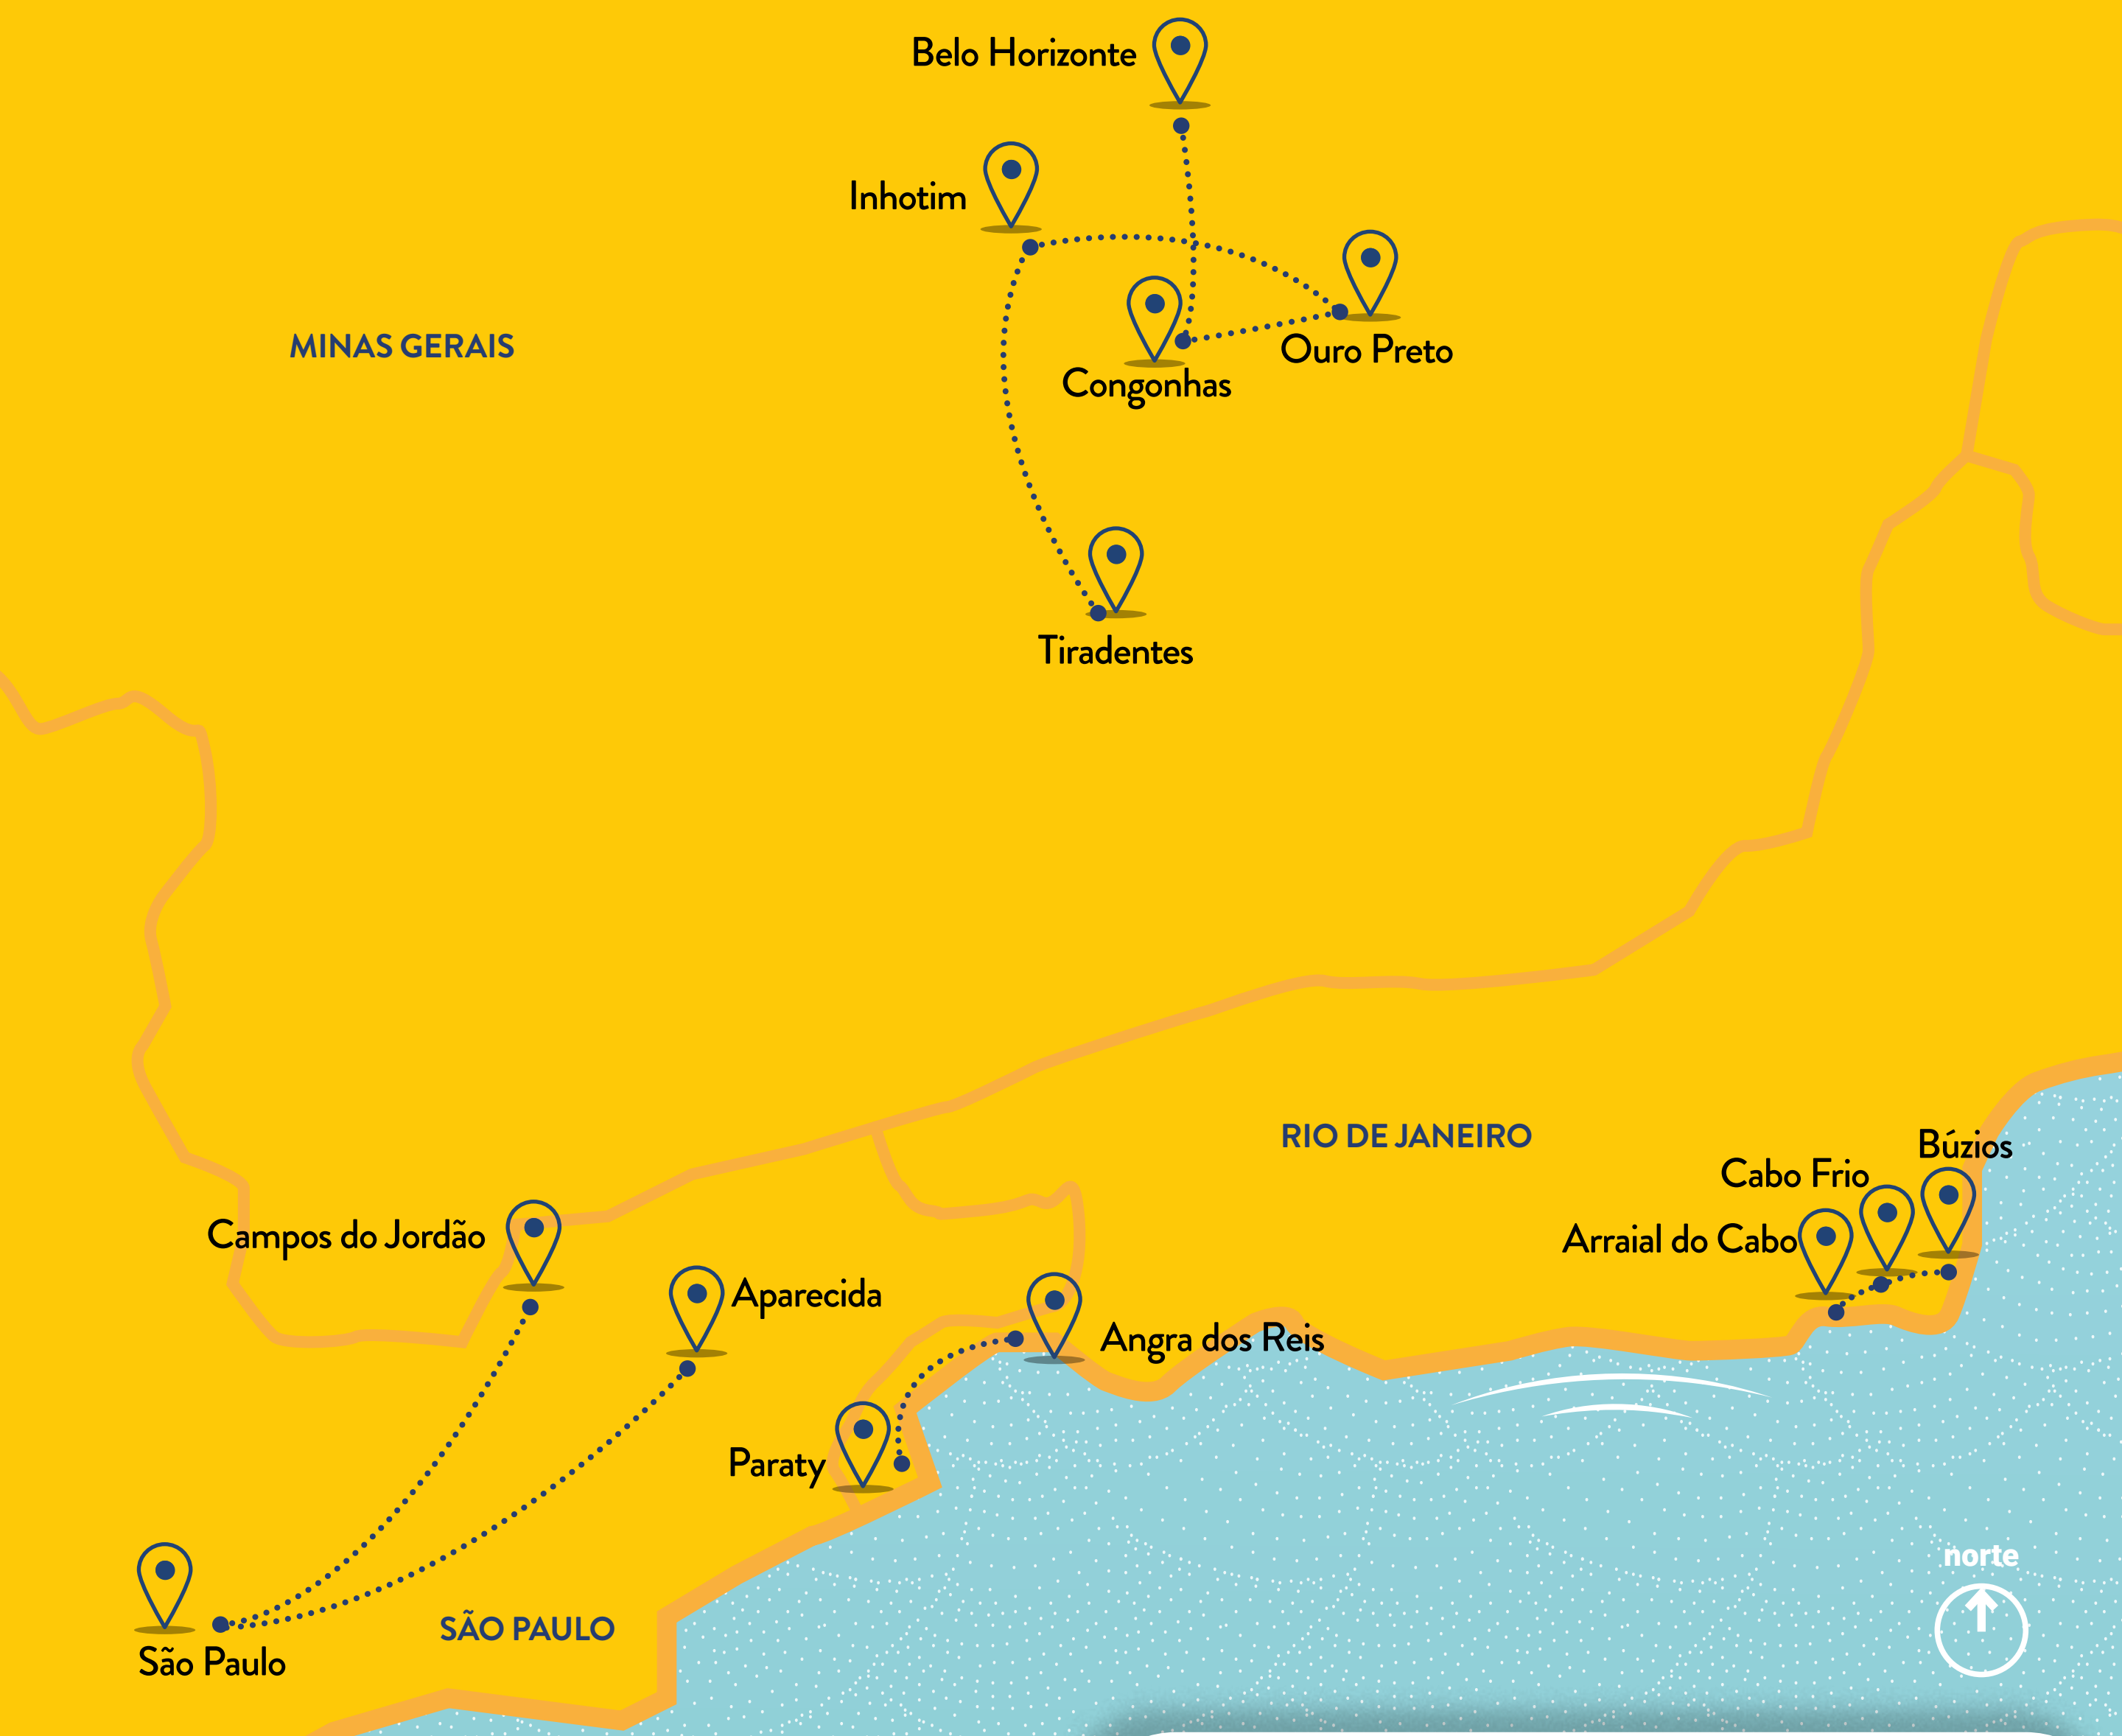 Belo Horizonte
Inhotim
MINAS GERAIS
Ouro Preto
Congonhas
Tiradentes
RIO DE JANEIRO
Búzios
Cabo Frio
Campos do Jordão
Arraial do Cabo
Aparecida
Angra dos Reis
Paraty
norte
SÃO PAULO
São Paulo